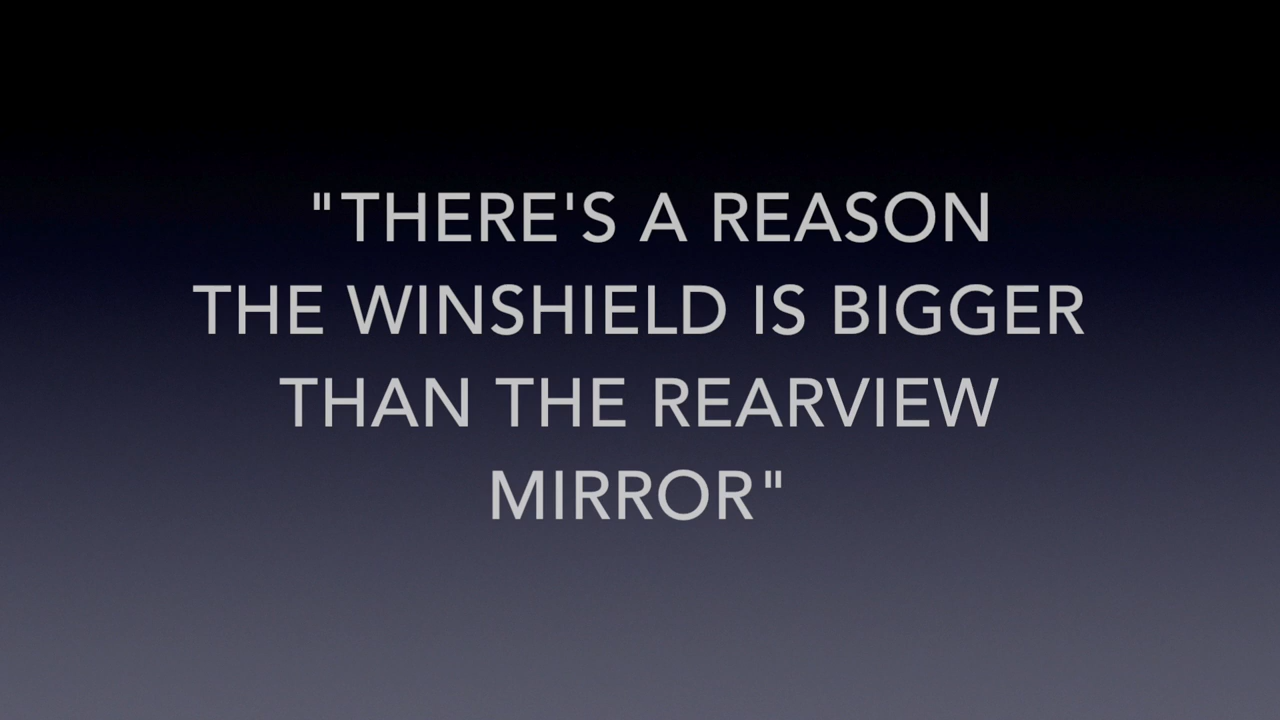 "THERE'S A REASON
THE WINSHIELD IS BIGGER
THAN THE REARVIEW
MIRROR"